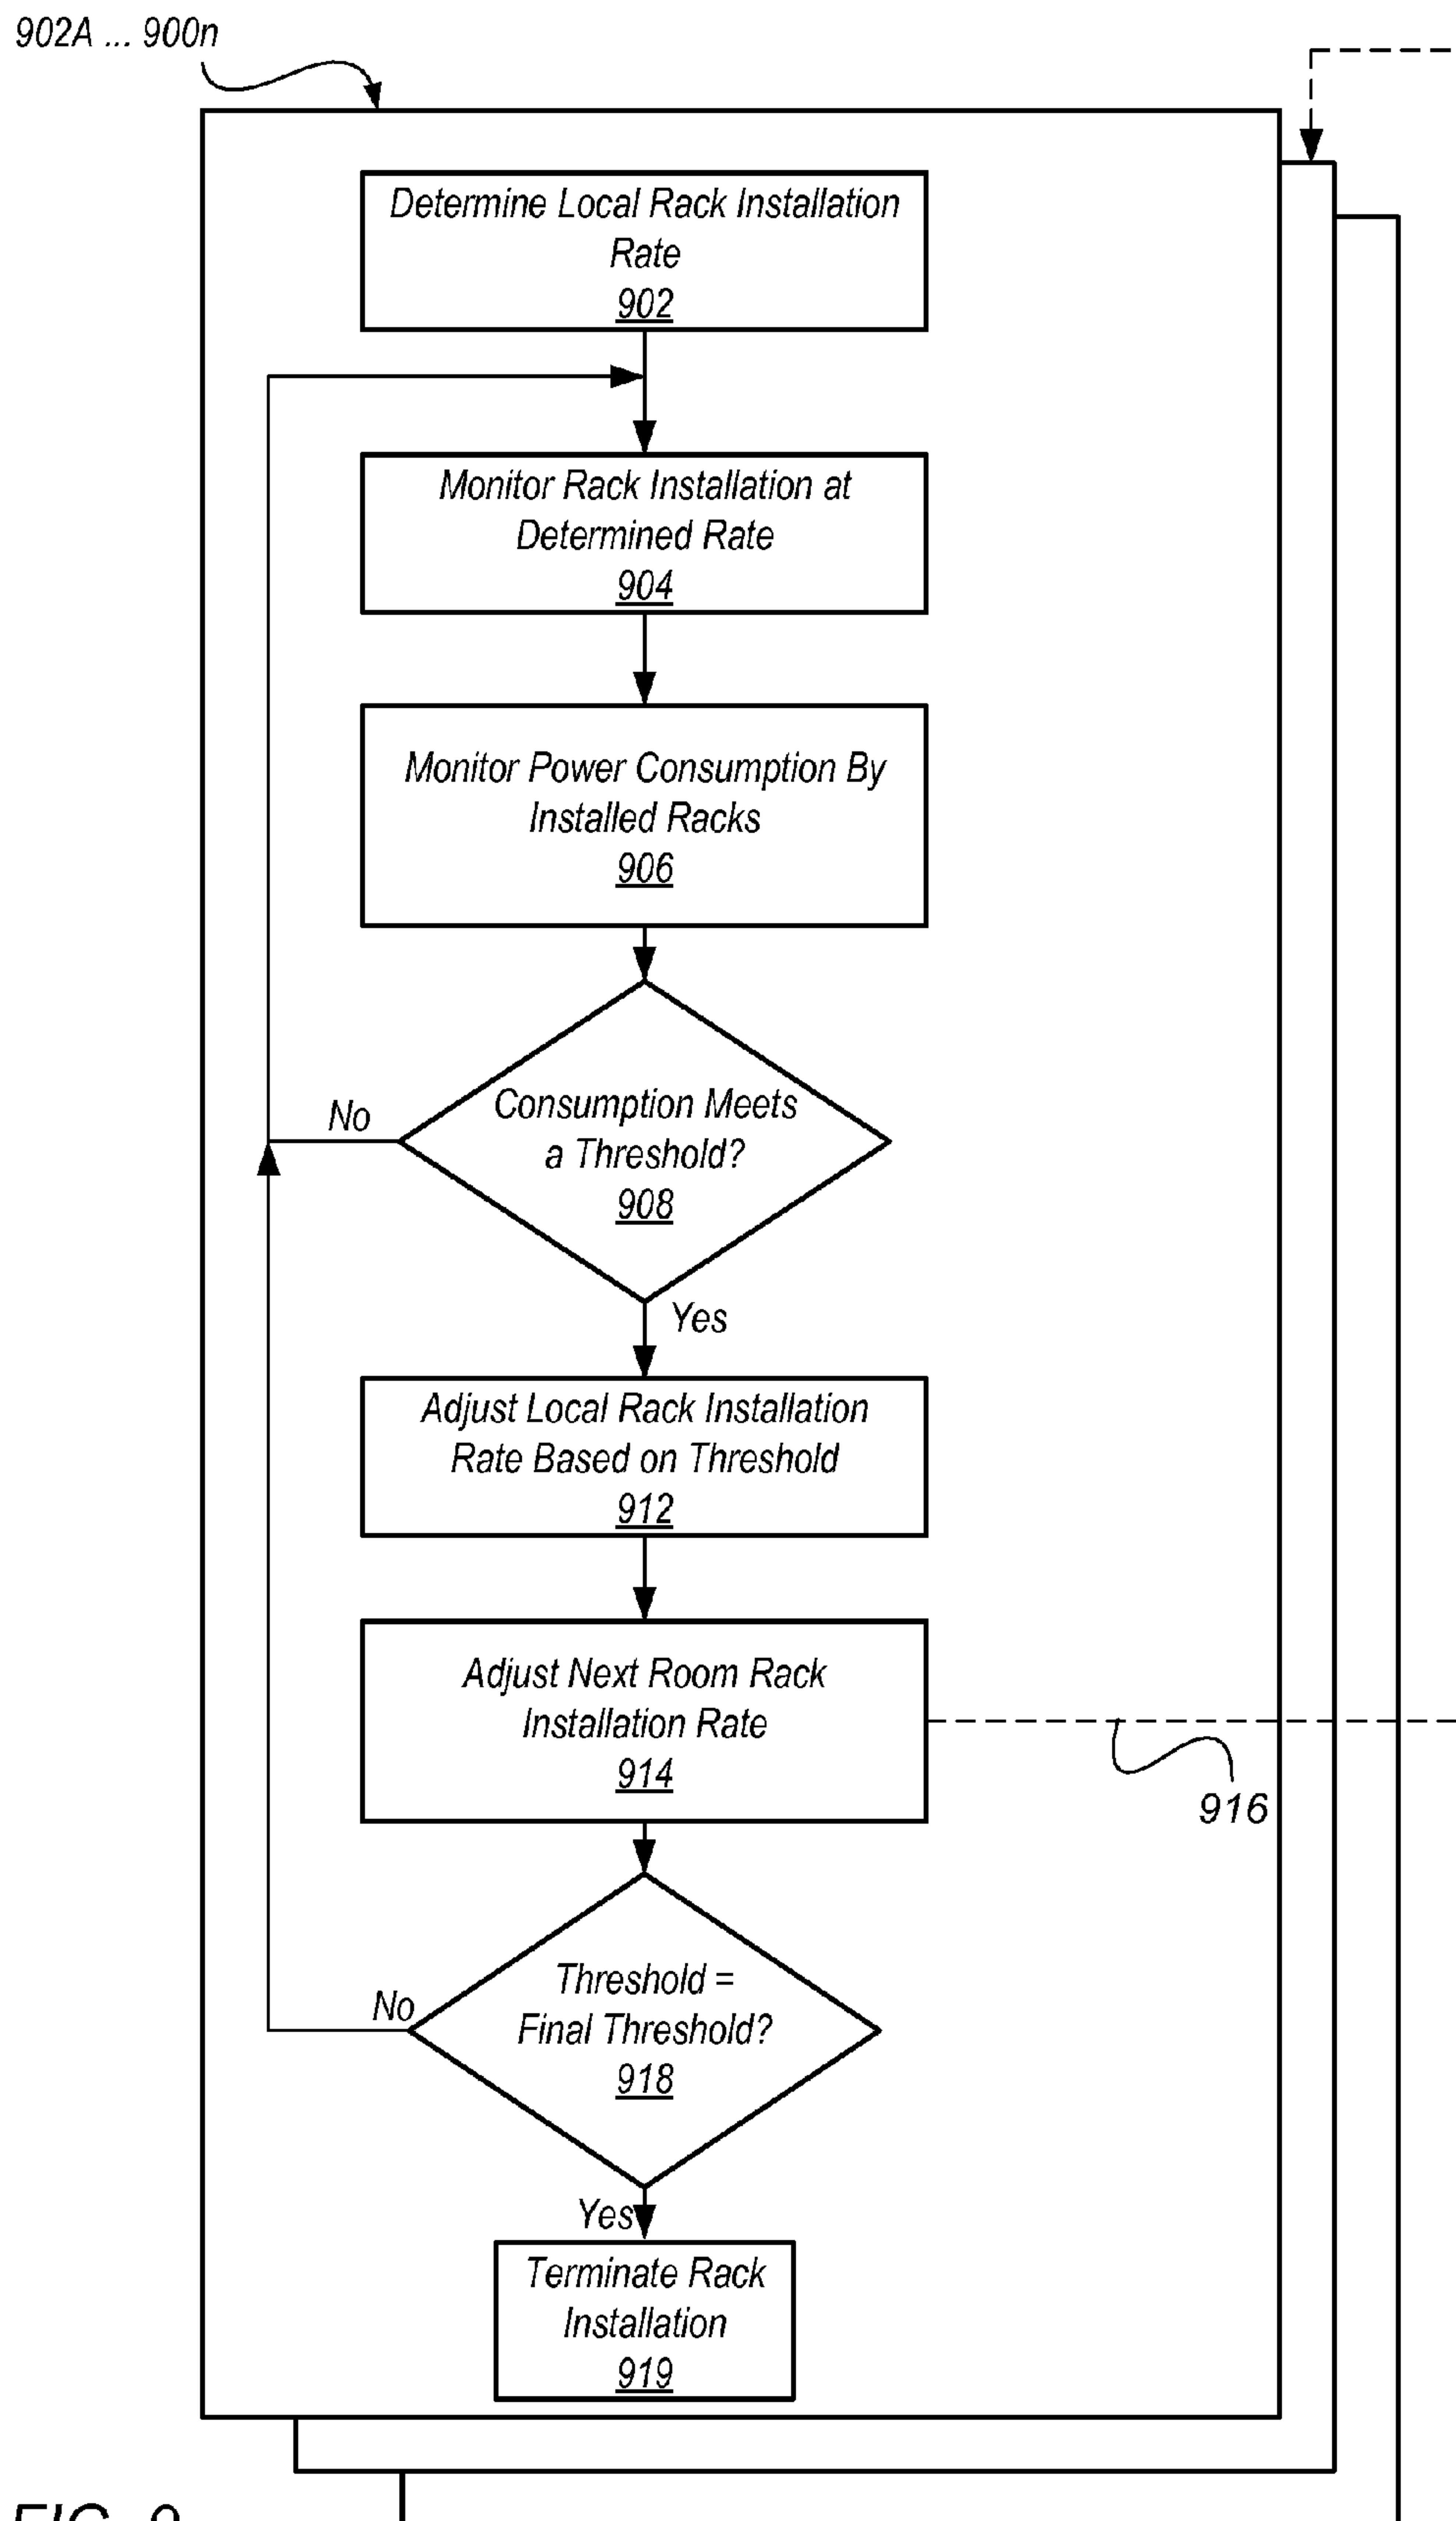 902A ... 900n
Determine Local Rack Installation
Rate
902
Monitor Rack Installation at
Determined Rate
904
Monitor Power Consumption By
Installed Racks
906
No
Consumption Meets
a Threshold?
908
Yes
Adjust Local Rack Installation
Rate Based on Threshold
912
Adjust Next Room Rack
Installation Rate
914
916
No
Threshold =
Final Threshold?
918
Yes
Terminate Rack
Installation
919
FIG. 9